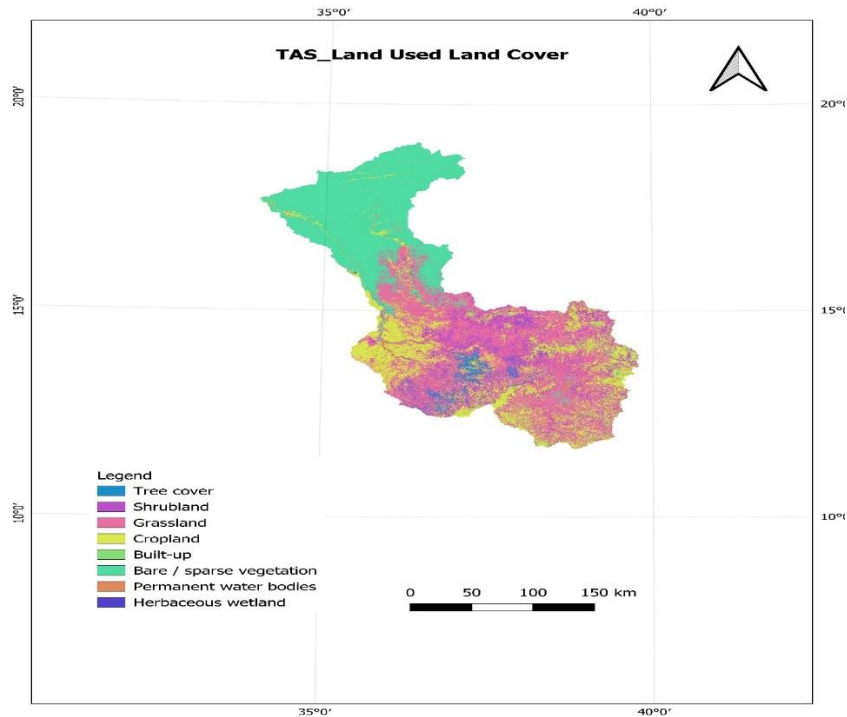 35°0′ 40°0′
TAS_Land Used Land Cover
20°0′ 20°0′
15°0′ 15°0′
10°0′ 10°0′
Legend
Tree cover
Shrubland
Grassland
Cropland
Built-up
Bare / sparse vegetation
Permanent water bodies
Herbaceous wetland
0 50 100 150 km
35°0′ 40°0′